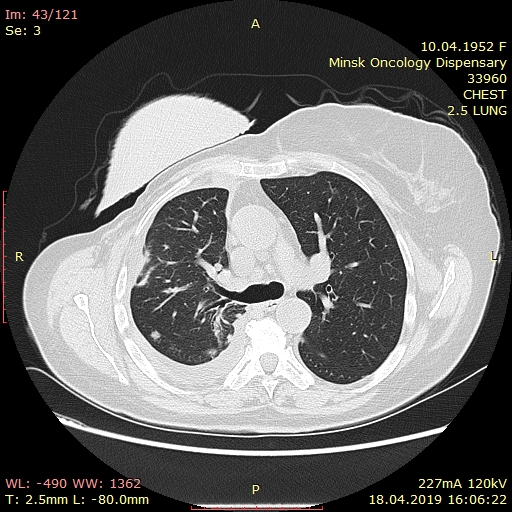 Im: 43/121
Se: 3
A
10.04.1952 F
Minsk Oncology Dispensary
33960
CHEST
2.5 LUNG
R
L
WL: -490 WW: 1362
T: 2.5mm L: -80.0mm
P
227mA 120kV
18.04.2019 16:06:22